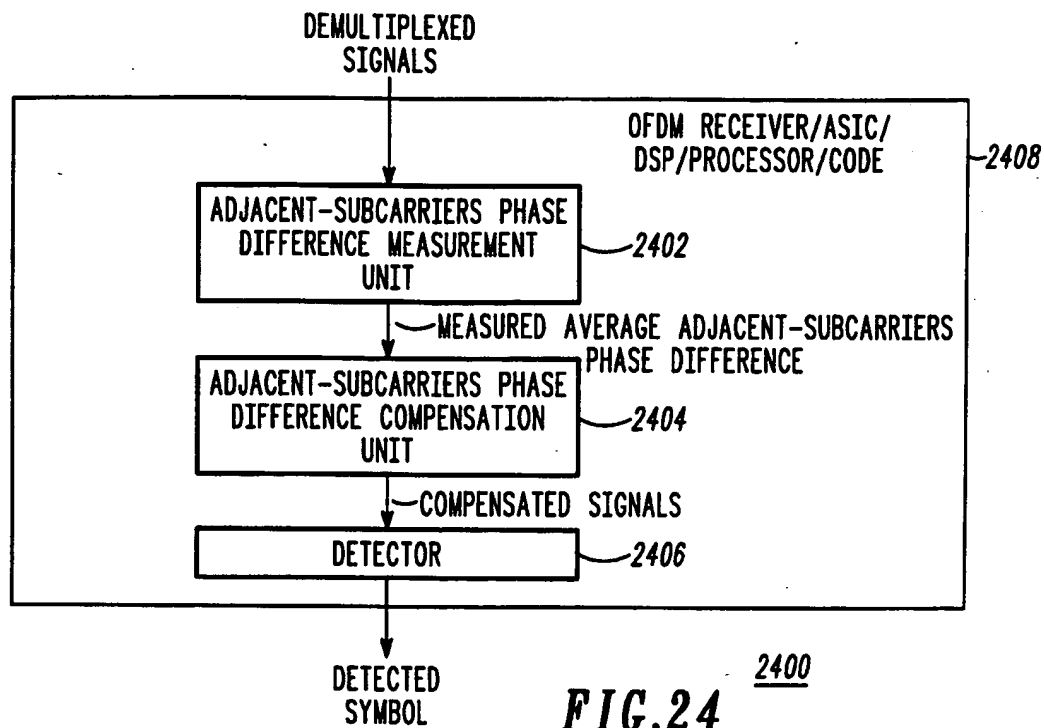 DEMULTIPLEXED
SIGNALS
OFDM RECEIVER/ASIC/
DSP/PROCESSOR/CODE
2408
ADJACENT-SUBCARRIERS PHASE
DIFFERENCE MEASUREMENT
UNIT
2402
MEASURED AVERAGE ADJACENT-SUBCARRIERS
PHASE DIFFERENCE
ADJACENT-SUBCARRIERS PHASE
DIFFERENCE COMPENSATION
UNIT
2404
COMPENSATED SIGNALS
DETECTOR
2406
DETECTED
SYMBOL
2400
FIG.24